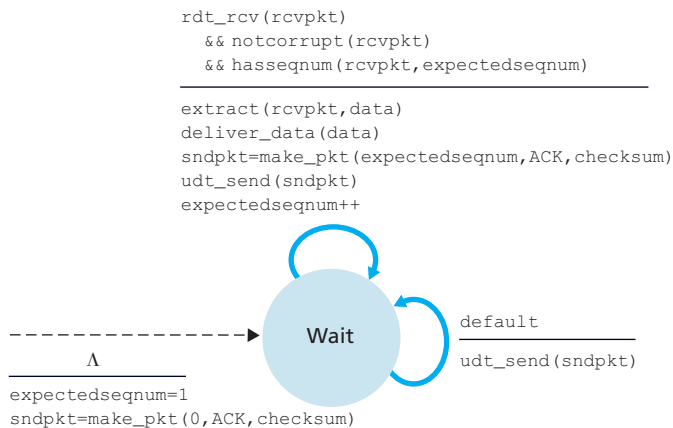 rdt_rcv(rcvpkt)
&& notcorrupt(rcvpkt)
&& hasseqnum(rcvpkt,expectedseqnum)
extract(rcvpkt,data)
deliver_data(data)
sndpkt=make_pkt(expectedseqnum,ACK,checksum)
udt_send(sndpkt)
expectedseqnum++
Wait
default
udt_send(sndpkt)
Λ
expectedseqnum=1
sndpkt=make_pkt(0,ACK,checksum)